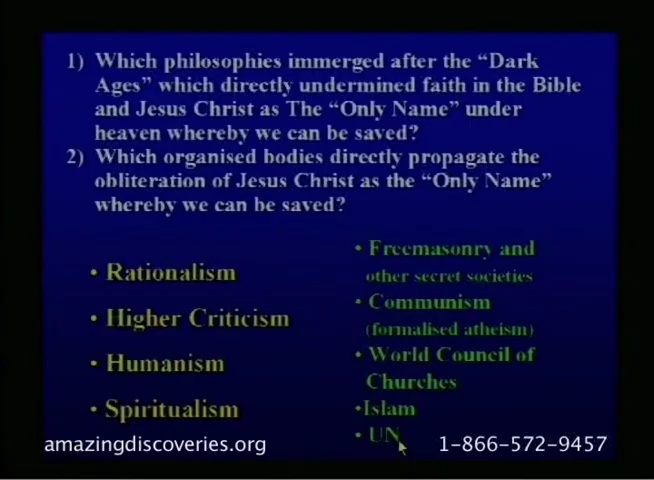 1) Which philosophies immerged after the “Dark
Ages” which directly undermined faith in the Bible
and Jesus Christ as The “Only Name” under
heaven whereby we can be saved?
2) Which organised bodies directly propagate the
obliteration of Jesus Christ as the “Only Name”
whereby we can be saved?
• Rationalism
• Higher Criticism
• Humanism
• Spiritualism
• Freemasonry and
other secret societies
• Communism
(formalised atheism)
• World Council of
Churches
•Islam
• UN
amazingdiscoveries.org
1-866-572-9457